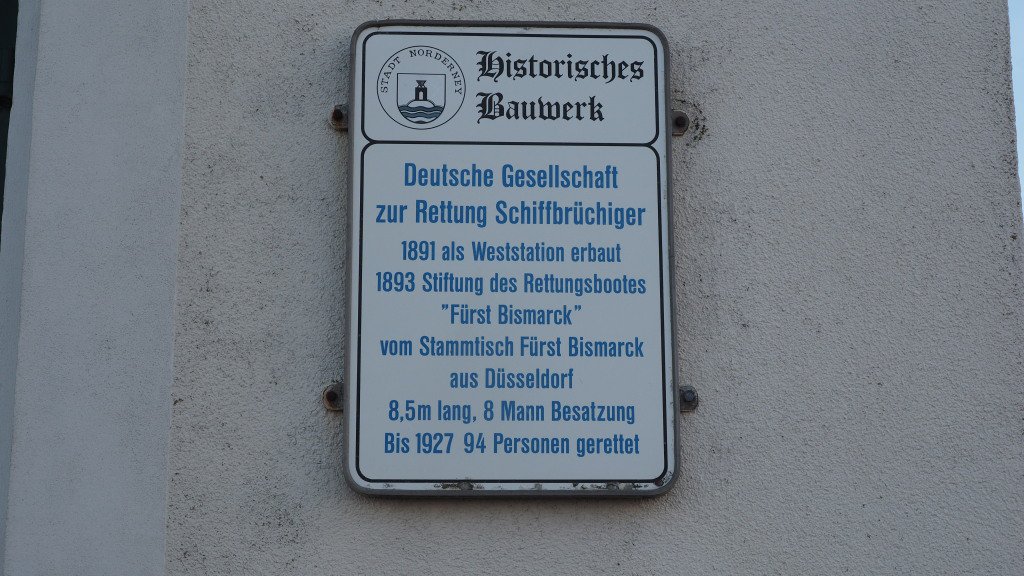 STADT NORDERNEY
Historisches
Bauwerk
Deutsche Gesellschaft
zur Rettung Schiffbrüchiger
1891 als Weststation erbaut
1893 Stiftung des Rettungsbootes
"Fürst Bismarck"
vom Stammtisch Fürst Bismarck
aus Düsseldorf
8,5m lang, 8 Mann Besatzung
Bis 1927 94 Personen gerettet